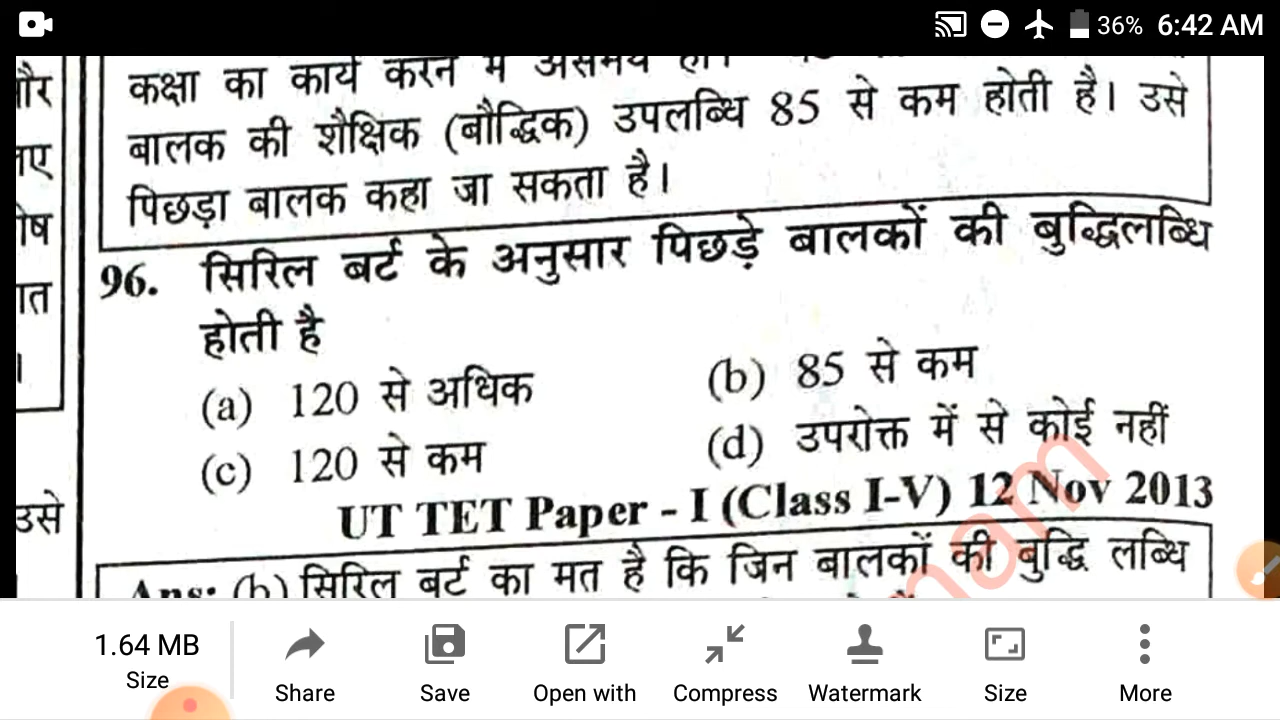 36% 6:42 AM
कक्षा का कार्य करने में असमर्थ हो।
बालक की शैक्षिक (बौद्धिक) उपलब्धि 85 से कम होती है। उसे
पिछड़ा बालक कहा जा सकता है।
96. सिरिल बर्ट के अनुसार पिछड़े बालकों की बुद्धिलब्धि
होती है
(a) 120 से अधिक (b) 85 से कम
(c) 120 से कम (d) उपरोक्त में से कोई नहीं
UT TET Paper - I (Class I-V) 12 Nov 2013
Ans: (b) सिरिल बर्ट का मत है कि जिन बालकों की बुद्धि लब्धि
उसे
1.64 MB
Size
Share
Save
Open with
Compress
Watermark
Size
More